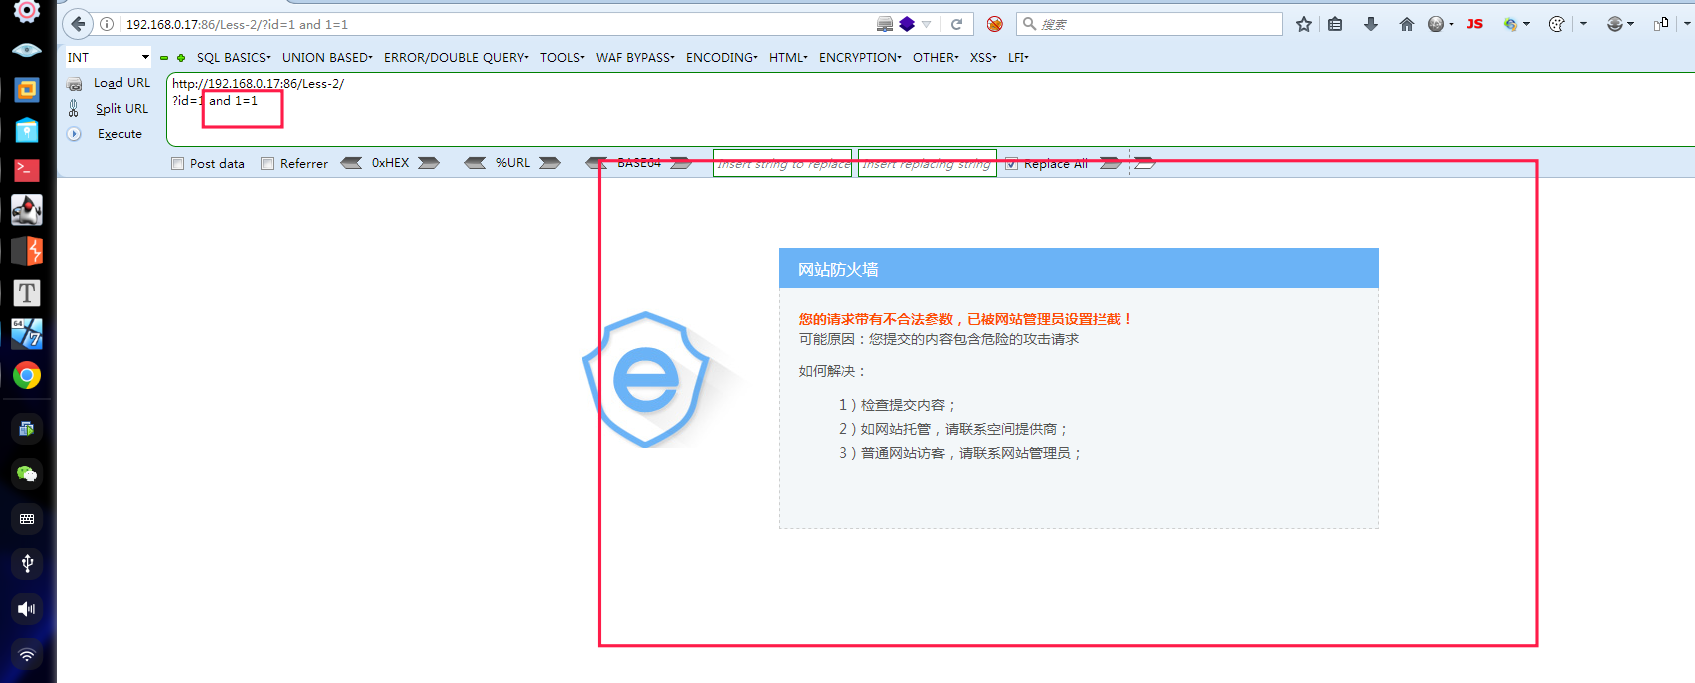 192.168.0.17:86/Less-2/?id=1 and 1=1
搜索
JS
INT
SQL BASICS
UNION BASED
ERROR/DOUBLE QUERY
TOOLS
WAF BYPASS
ENCODING
HTML
ENCRYPTION
OTHER
XSS
LFI
Load URL
Split URL
Execute
http://192.168.0.17:86/Less-2/
?id=1 and 1=1
Post data
Referrer
0xHEX
%URL
BASE64
Insert string to replace
Insert replacing string
Replace All
网站防火墙
您的请求带有不合法参数，已被网站管理员设置拦截！
可能原因：您提交的内容包含危险的攻击请求
如何解决：
1）检查提交内容；
2）如网站托管，请联系空间提供商；
3）普通网站访客，请联系网站管理员；
T
64
7